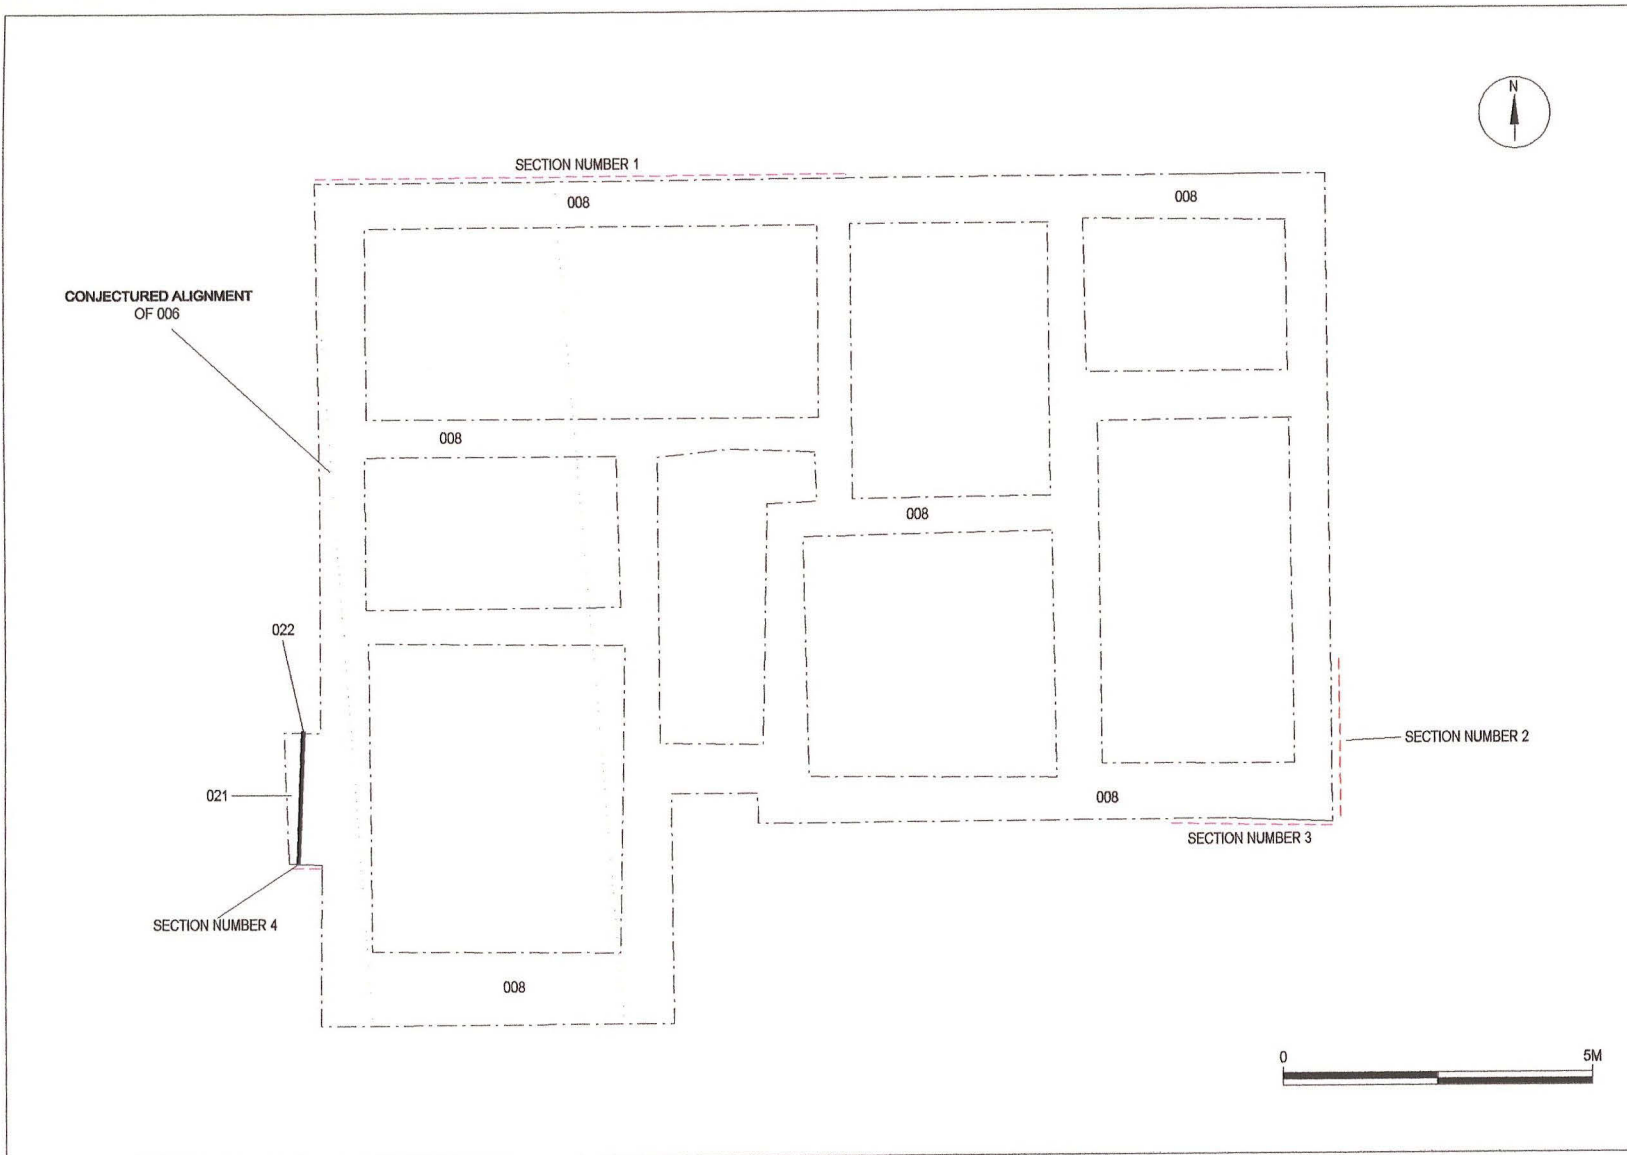 N
SECTION NUMBER 1
008
008
CONJECTURED ALIGNMENT
OF 006
008
008
022
SECTION NUMBER 2
021
008
SECTION NUMBER 3
SECTION NUMBER 4
008
0
5M